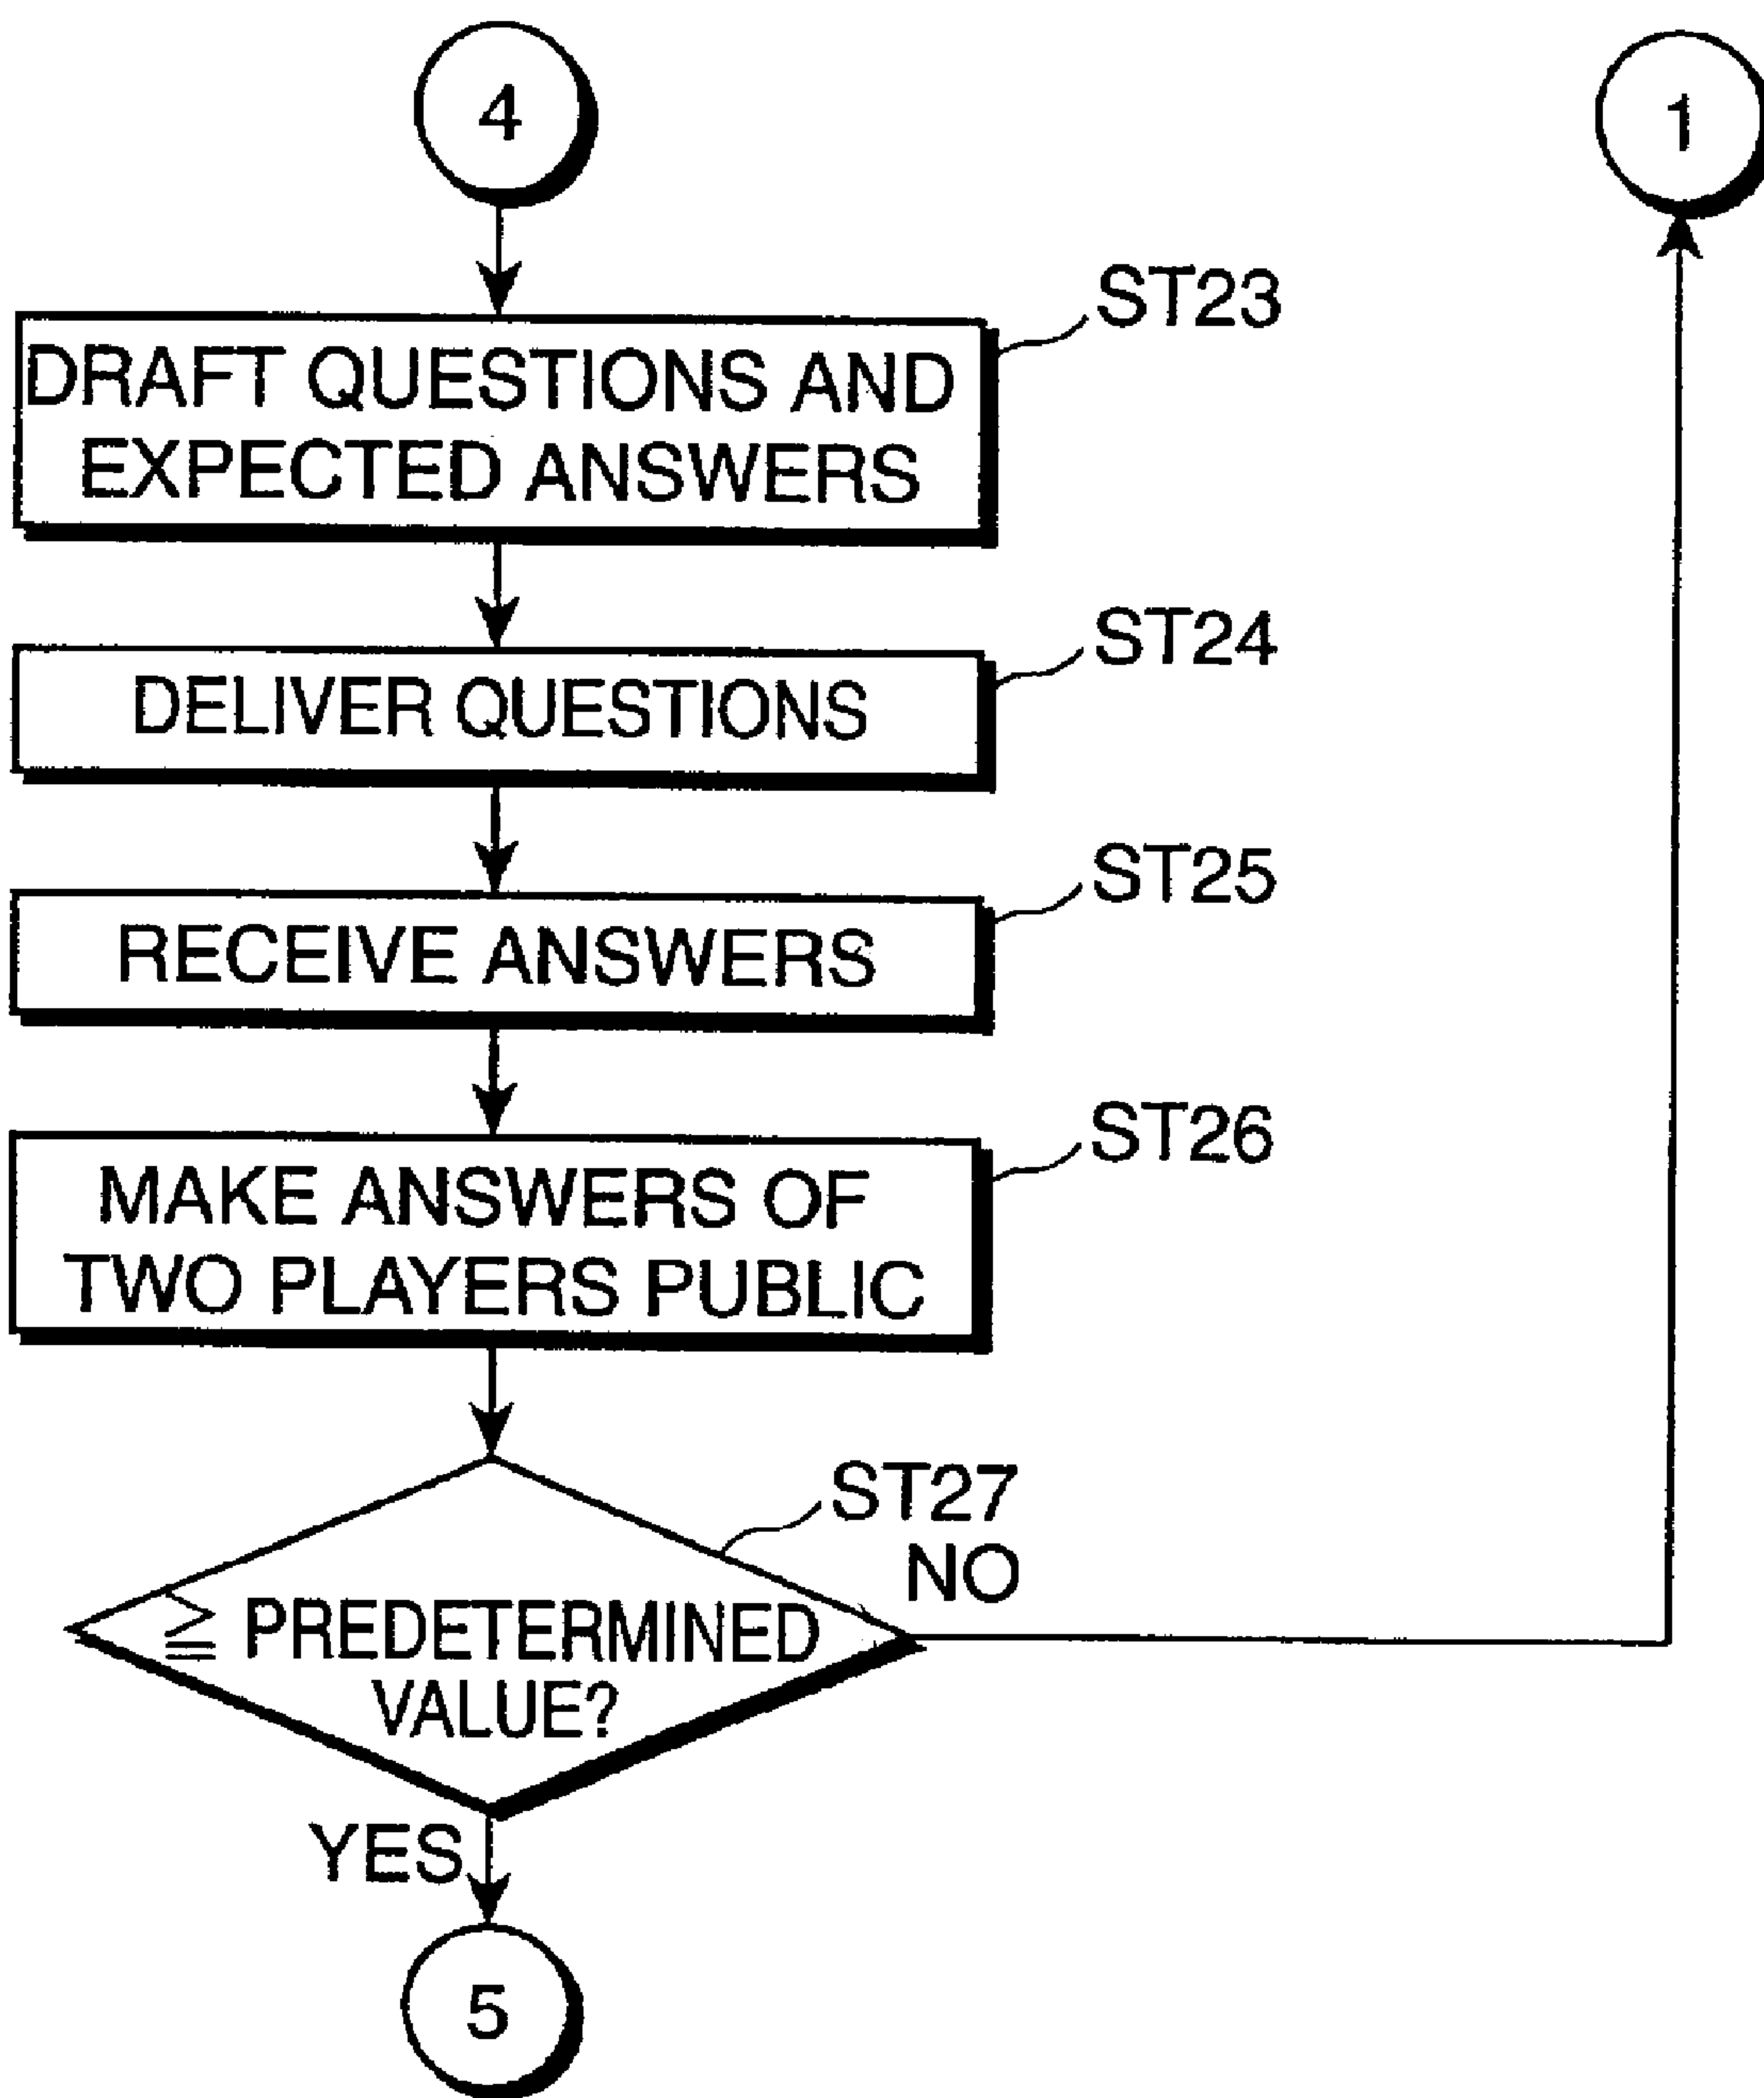 4
1
ST23
DRAFT QUESTIONS AND
EXPECTED ANSWERS
ST24
DELIVER QUESTIONS
ST25
RECEIVE ANSWERS
ST26
MAKE ANSWERS OF
TWO PLAYERS PUBLIC
ST27
NO
≧ PREDETERMINED
VALUE?
YES
5